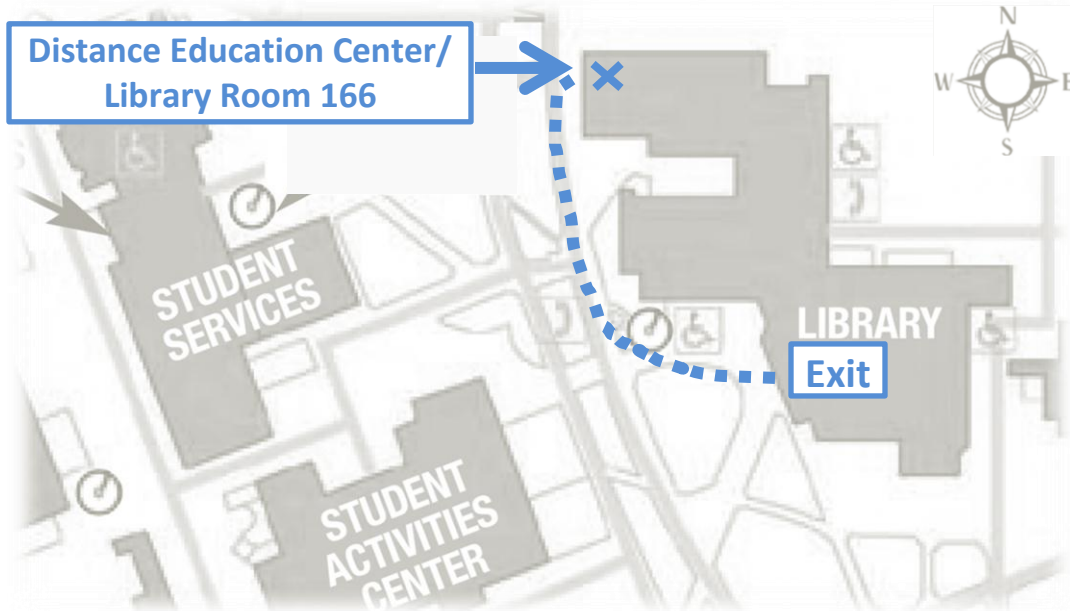 Distance Education Center/
Library Room 166
N
W
E
S
STUDENT
SERVICES
LIBRARY
Exit
STUDENT
ACTIVITIES
CENTER